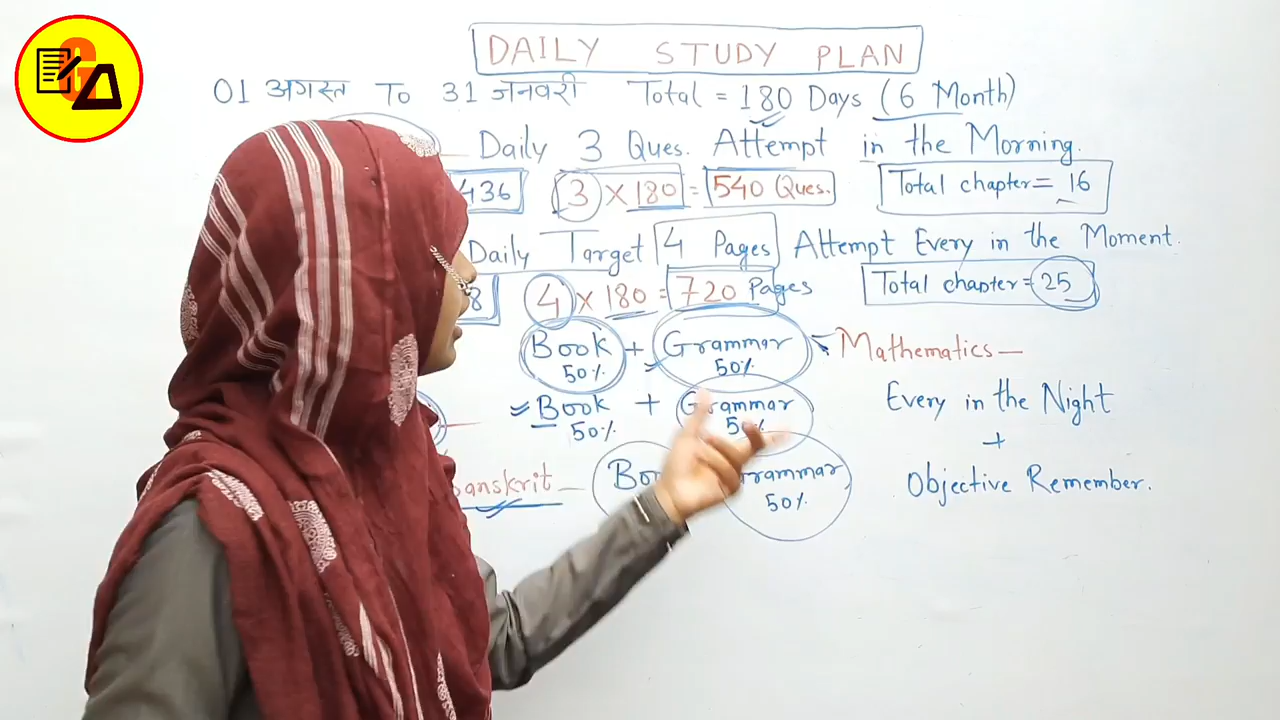 DAILY STUDY PLAN
01 अगस्त To 31 जनवरी Total = 180 Days (6 Month)
Daily 3 Ques. Attempt in the Morning.
436 3 × 180 = 540 Ques. Total chapter = 16
Daily Target 4 Pages Attempt Every in the Moment.
8 4 × 180 = 720 Pages Total chapter = 25
Book + Grammar Mathematics —
50% 50%
Book + Grammar Every in the Night
50% 50% +
Sanskrit — Grammar Objective Remember.
50%